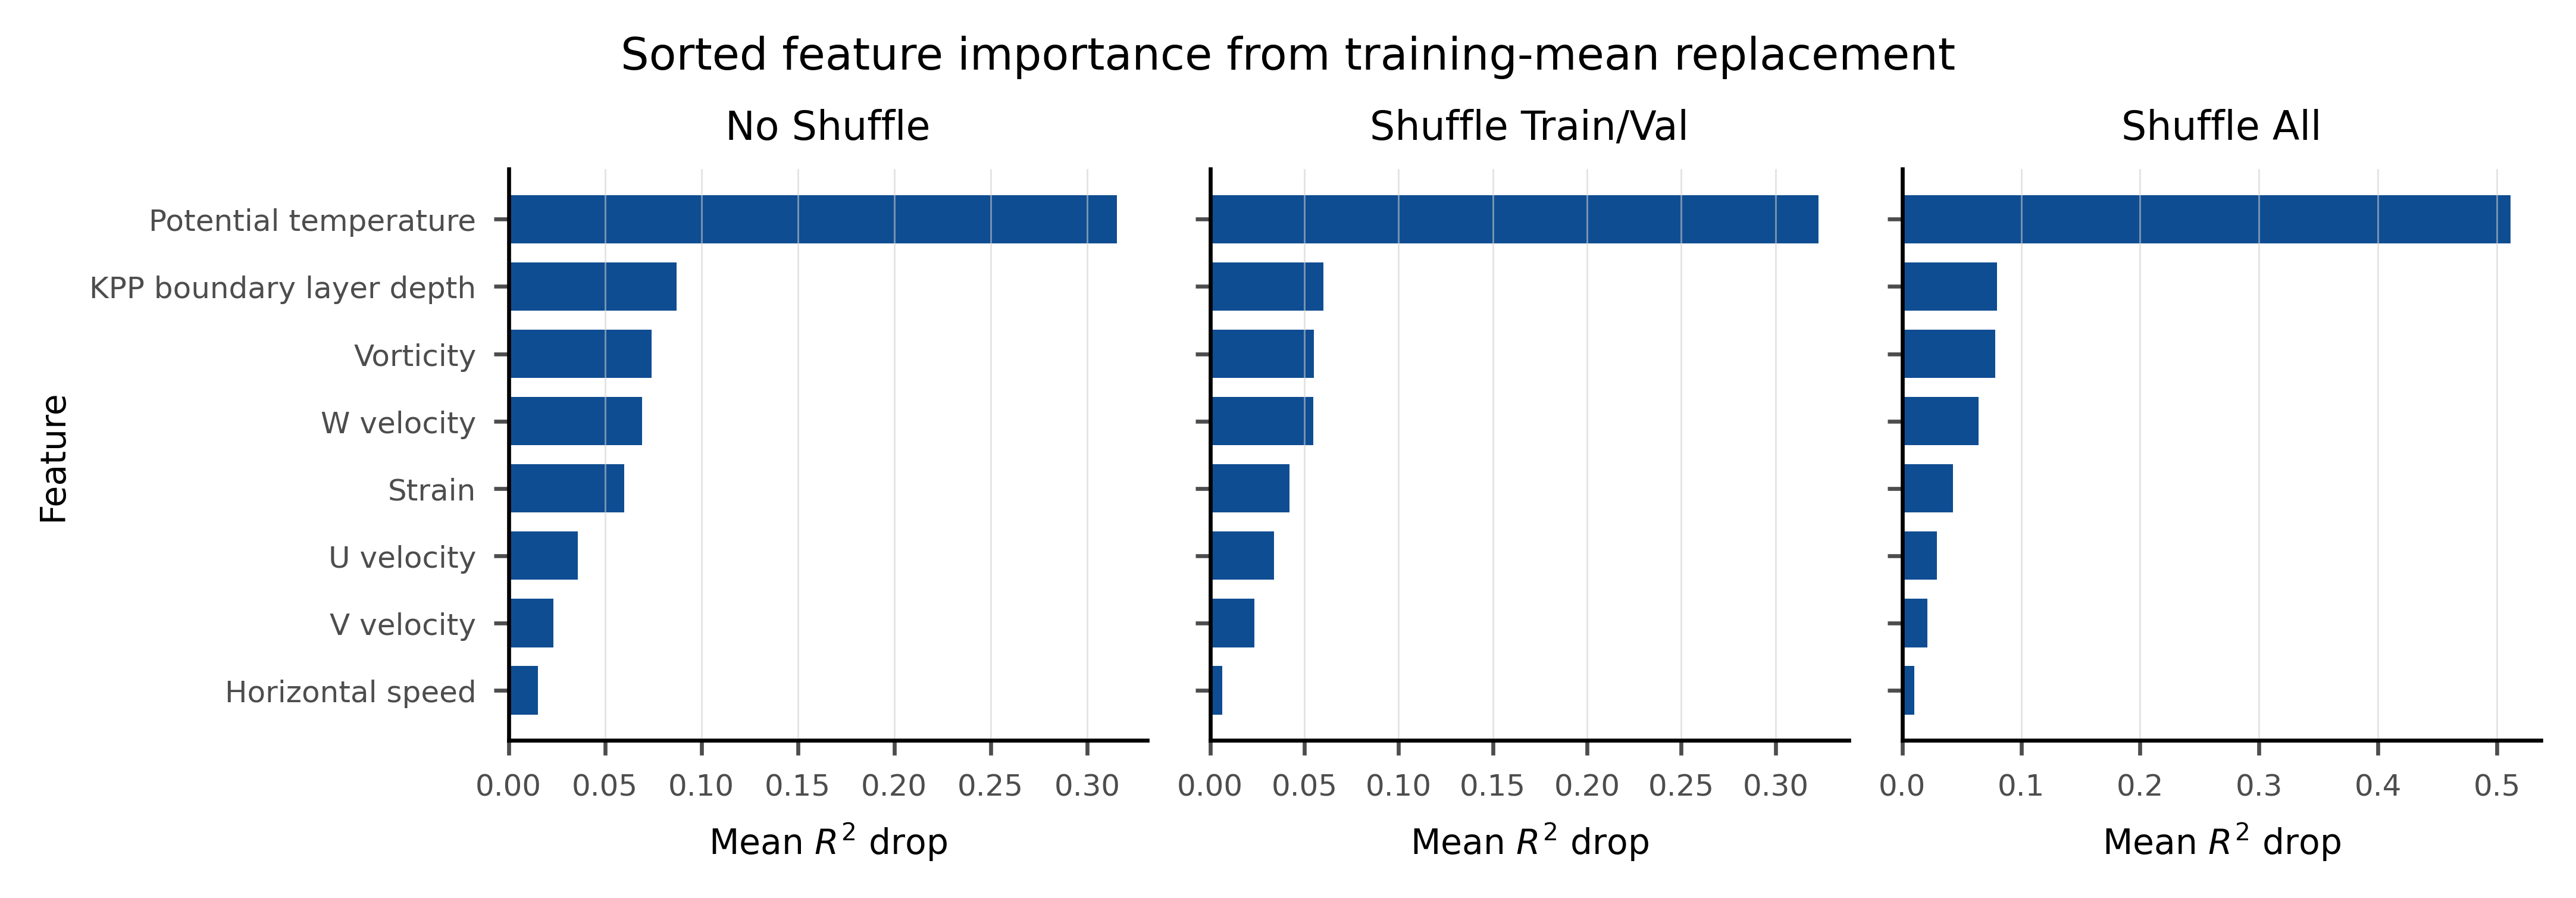 Sorted feature importance from training-mean replacement
No Shuffle
Shuffle Train/Val
Shuffle All
Feature
Potential temperature
KPP boundary layer depth
Vorticity
W velocity
Strain
U velocity
V velocity
Horizontal speed
0.00 0.05 0.10 0.15 0.20 0.25 0.30
0.00 0.05 0.10 0.15 0.20 0.25 0.30
0.0 0.1 0.2 0.3 0.4 0.5
Mean R² drop
Mean R² drop
Mean R² drop